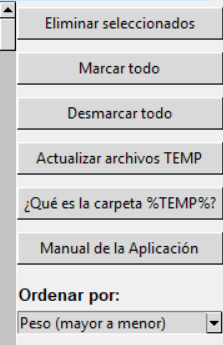 Eliminar seleccionados
Marcar todo
Desmarcar todo
Actualizar archivos TEMP
¿Qué es la carpeta %TEMP%?
Manual de la Aplicación
Ordenar por:
Peso (mayor a menor)